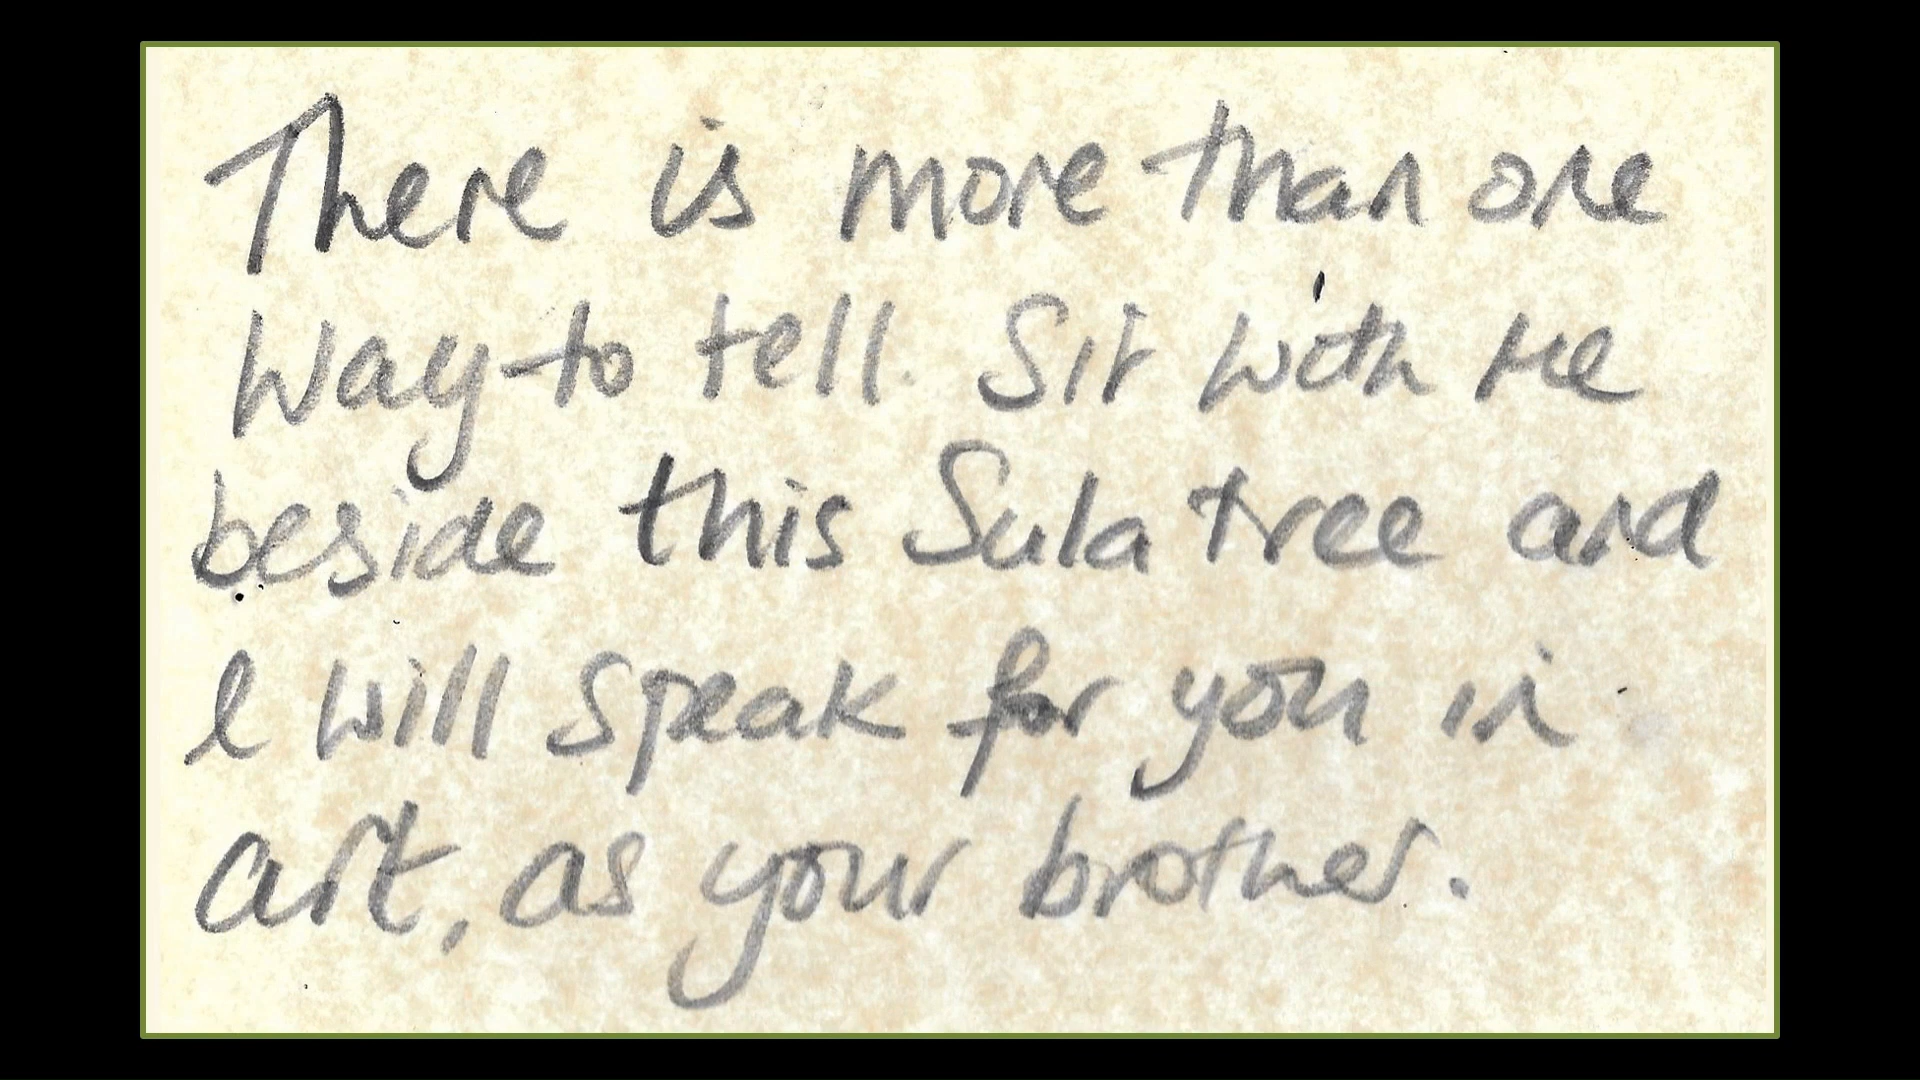 There is more than one
way to tell. Sit with me
beside this Sula tree and
I will speak for you in
art, as your brother.